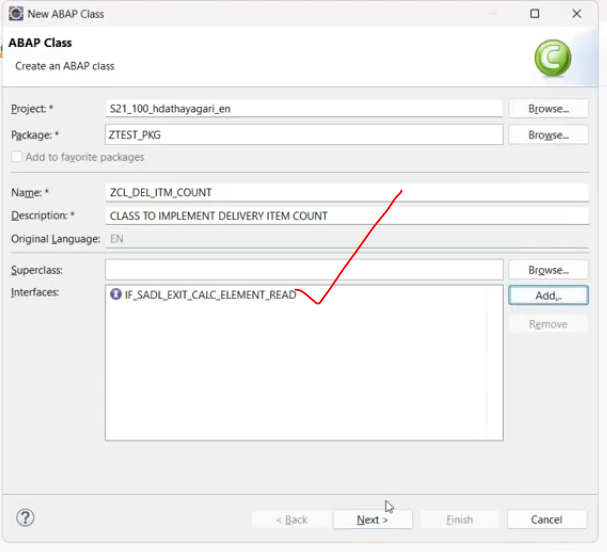 New ABAP Class
ABAP Class
Create an ABAP class
Project: * S21_100_hdathayagari_en Browse...
Package: * ZTEST_PKG Browse...
Add to favorite packages
Name: * ZCL_DEL_ITM_COUNT
Description: * CLASS TO IMPLEMENT DELIVERY ITEM COUNT
Original Language: EN
Superclass: Browse...
Interfaces: IF_SADL_EXIT_CALC_ELEMENT_READ Add...
Remove
? < Back Next > Finish Cancel